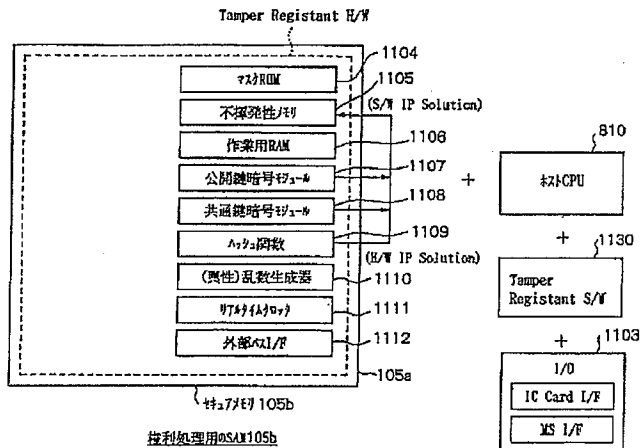 Tamper Registant H/W
マスクROM
1104
不揮発性メモリ
1105
(S/W IP Solution)
作業用RAM
1106
公開鍵暗号モジュール
1107
共通鍵暗号モジュール
1108
ハッシュ関数
1109
(H/W IP Solution)
(真性)乱数生成器
1110
リアルタイムクロック
1111
外部バスI/F
1112
105a
セキュアメモリ105b
権利処理用のSAM105b
+
810
ホストCPU
+
1130
Tamper
Registant S/W
+
1103
I/O
IC Card I/F
MS I/F